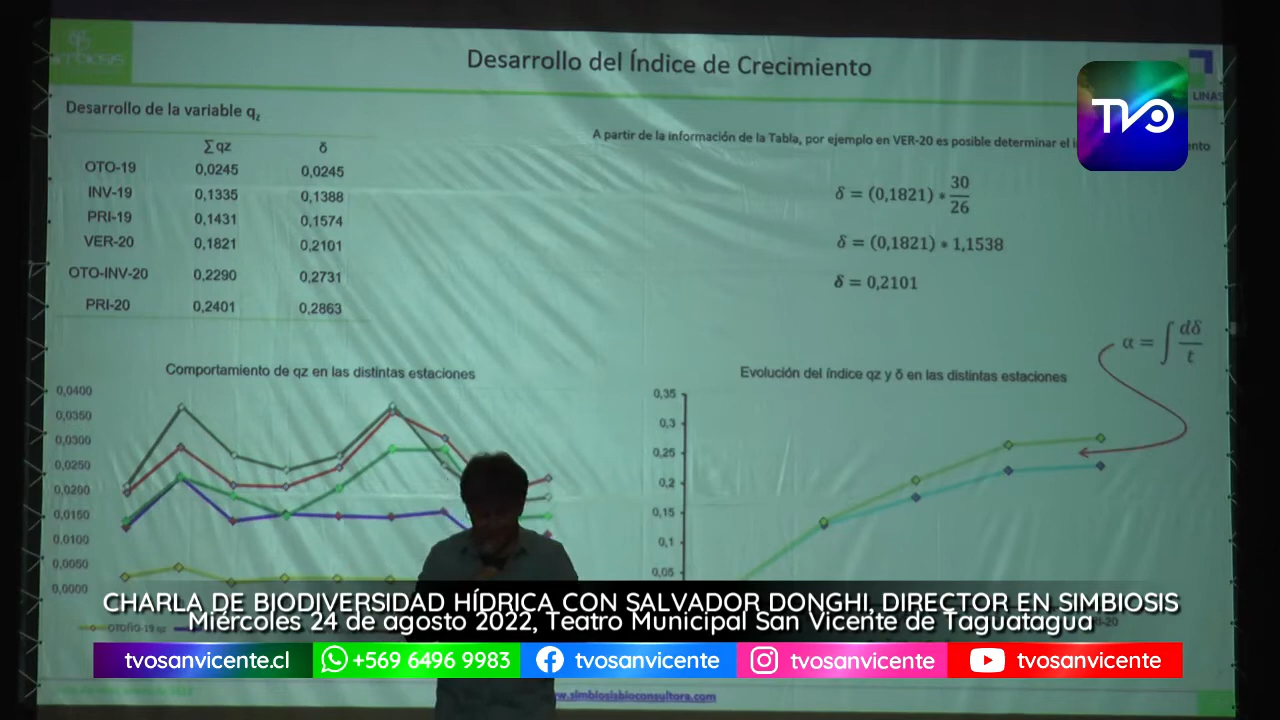 Desarrollo del Índice de Crecimiento
Desarrollo de la variable qz
∑qz δ
OTO-19 0,0245 0,0245
INV-19 0,1335 0,1388
PRI-19 0,1431 0,1574
VER-20 0,1821 0,2101
OTO-INV-20 0,2290 0,2731
PRI-20 0,2401 0,2863
LINAS
TVO
A partir de la información de la Tabla, por ejemplo en VER-20 es posible determinar el
δ = (0,1821) * 30/26
δ = (0,1821) * 1,1538
δ = 0,2101
α = ∫ dδ/t
Comportamiento de qz en las distintas estaciones
0,0400
0,0350
0,0300
0,0250
0,0200
0,0150
0,0100
0,0050
0,0000
OTOÑO-19 qz
Evolución del índice qz y δ en las distintas estaciones
0,35
0,3
0,25
0,2
0,15
0,1
0,05
CHARLA DE BIODIVERSIDAD HÍDRICA CON SALVADOR DONGHI, DIRECTOR EN SIMBIOSIS
Miércoles 24 de agosto 2022, Teatro Municipal San Vicente de Taguatagua
tvosanvicente.cl +569 6496 9983 tvosanvicente tvosanvicente tvosanvicente
www.simbiosisbioconsultora.com